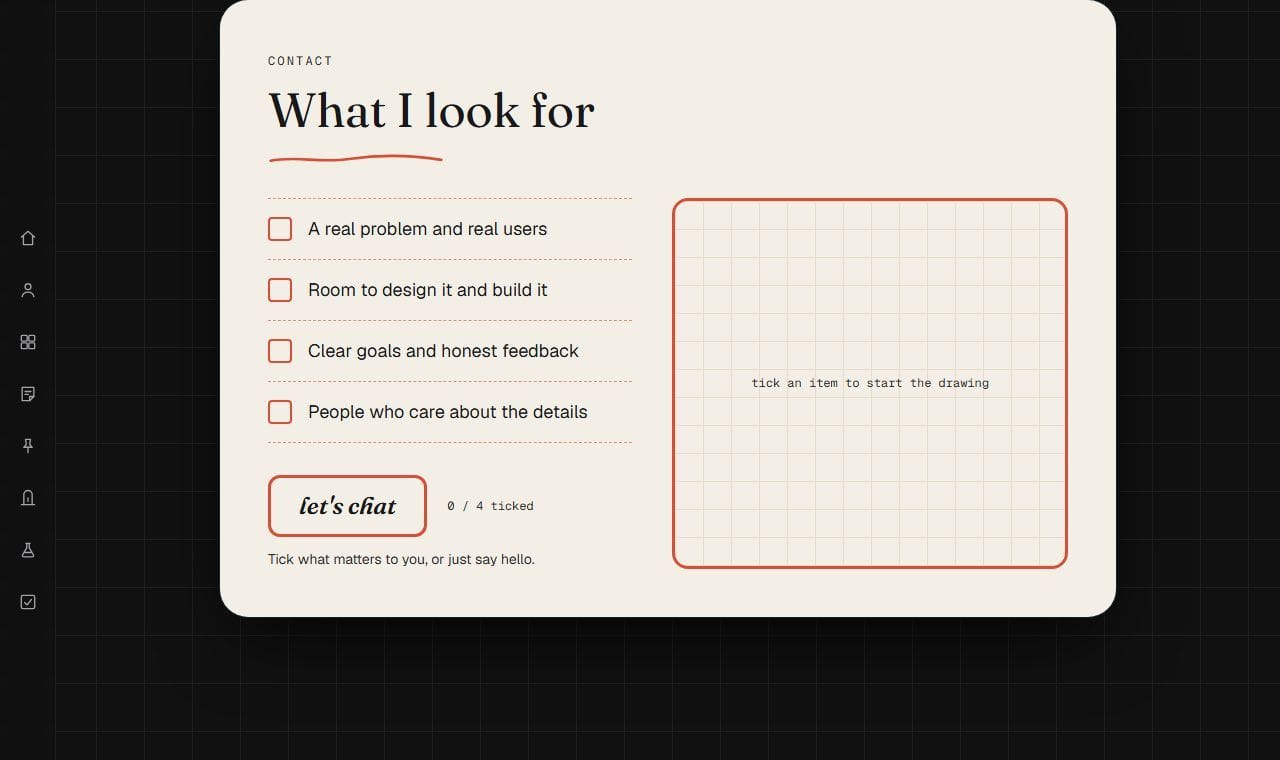 CONTACT
What I look for
A real problem and real users
Room to design it and build it
Clear goals and honest feedback
People who care about the details
let's chat
0 / 4 ticked
Tick what matters to you, or just say hello.
tick an item to start the drawing